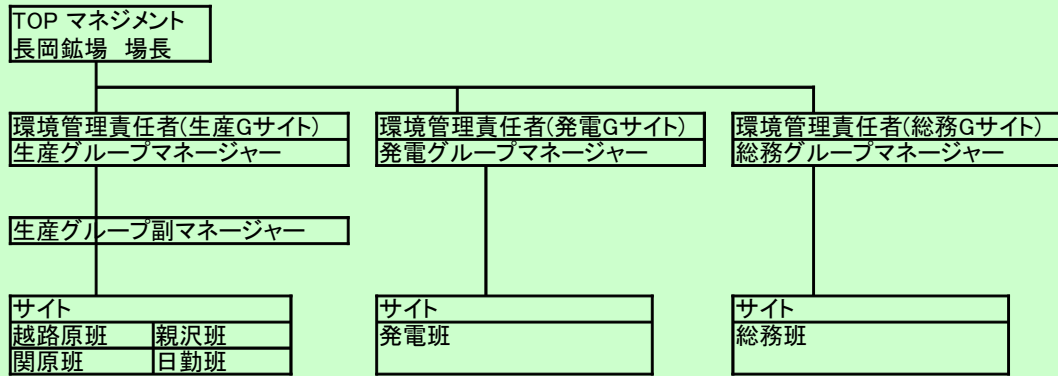 TOP マネジメント
長岡鉱場 場長
環境管理責任者(生産Gサイト)
生産グループマネージャー
環境管理責任者(発電Gサイト)
発電グループマネージャー
環境管理責任者(総務Gサイト)
総務グループマネージャー
生産グループ副マネージャー
サイト
越路原班 親沢班
関原班 日勤班
サイト
発電班
サイト
総務班